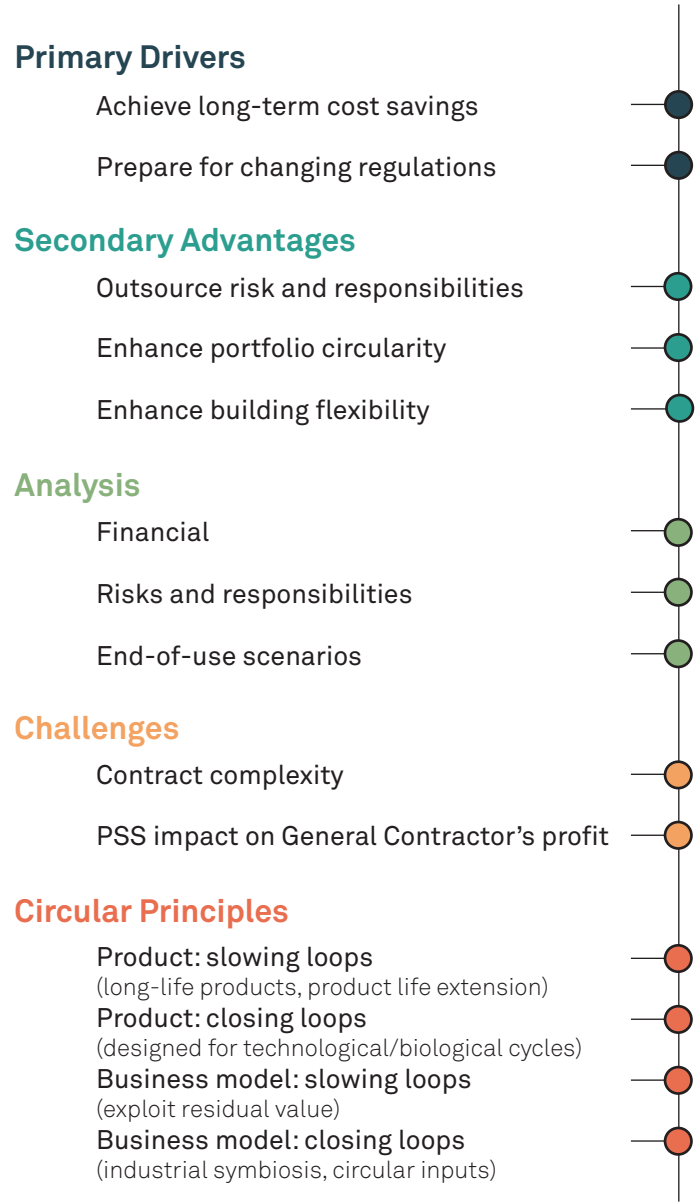 Primary Drivers
Achieve long-term cost savings
Prepare for changing regulations
Secondary Advantages
Outsource risk and responsibilities
Enhance portfolio circularity
Enhance building flexibility
Analysis
Financial
Risks and responsibilities
End-of-use scenarios
Challenges
Contract complexity
PSS impact on General Contractor's profit
Circular Principles
Product: slowing loops
(long-life products, product life extension)
Product: closing loops
(designed for technological/biological cycles)
Business model: slowing loops
(exploit residual value)
Business model: closing loops
(industrial symbiosis, circular inputs)